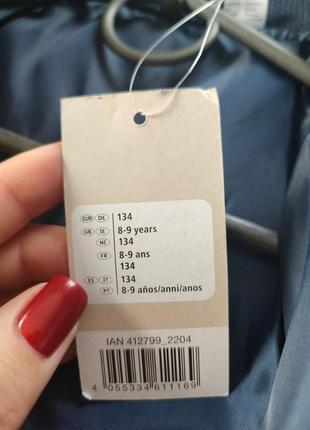 EUR DE 134
GB IE 8-9 years
NI 134
FR 8-9 ans
134
ES IT 134
PT 8-9 años/anni/anos
IAN 412799_2204
4 055334 611169